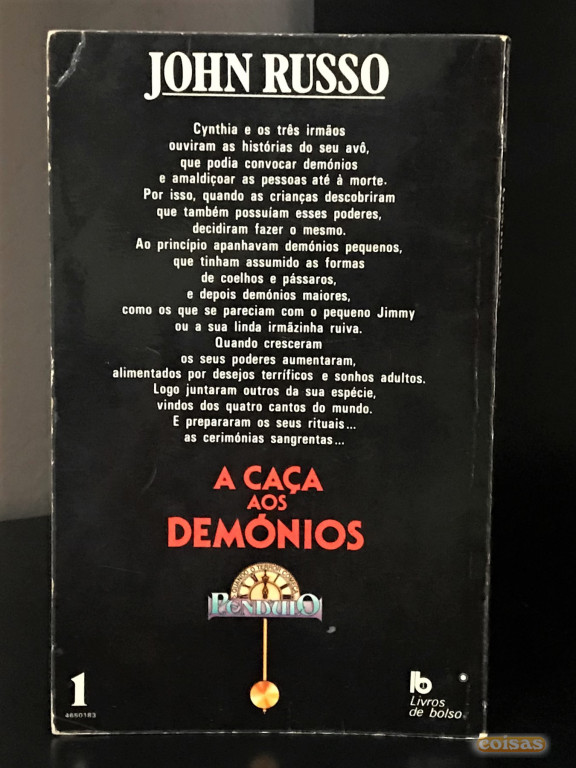 JOHN RUSSO
Cynthia e os três irmãos
ouviram as histórias do seu avô,
que podia convocar demónios
e amaldiçoar as pessoas até à morte.
Por isso, quando as crianças descobriram
que também possuíam esses poderes,
decidiram fazer o mesmo.
Ao princípio apanhavam demónios pequenos,
que tinham assumido as formas
de coelhos e pássaros,
e depois demónios maiores,
como os que se pareciam com o pequeno Jimmy
ou a sua linda irmãzinha ruiva.
Quando cresceram
os seus poderes aumentaram,
alimentados por desejos terríficos e sonhos adultos.
Logo juntaram outros da sua espécie,
vindos dos quatro cantos do mundo.
E prepararam os seus rituais...
as cerimónias sangrentas...
A CAÇA
AOS
DEMÓNIOS
PÊNDULO
1
4650183
lb
Livros
de bolso
coisas